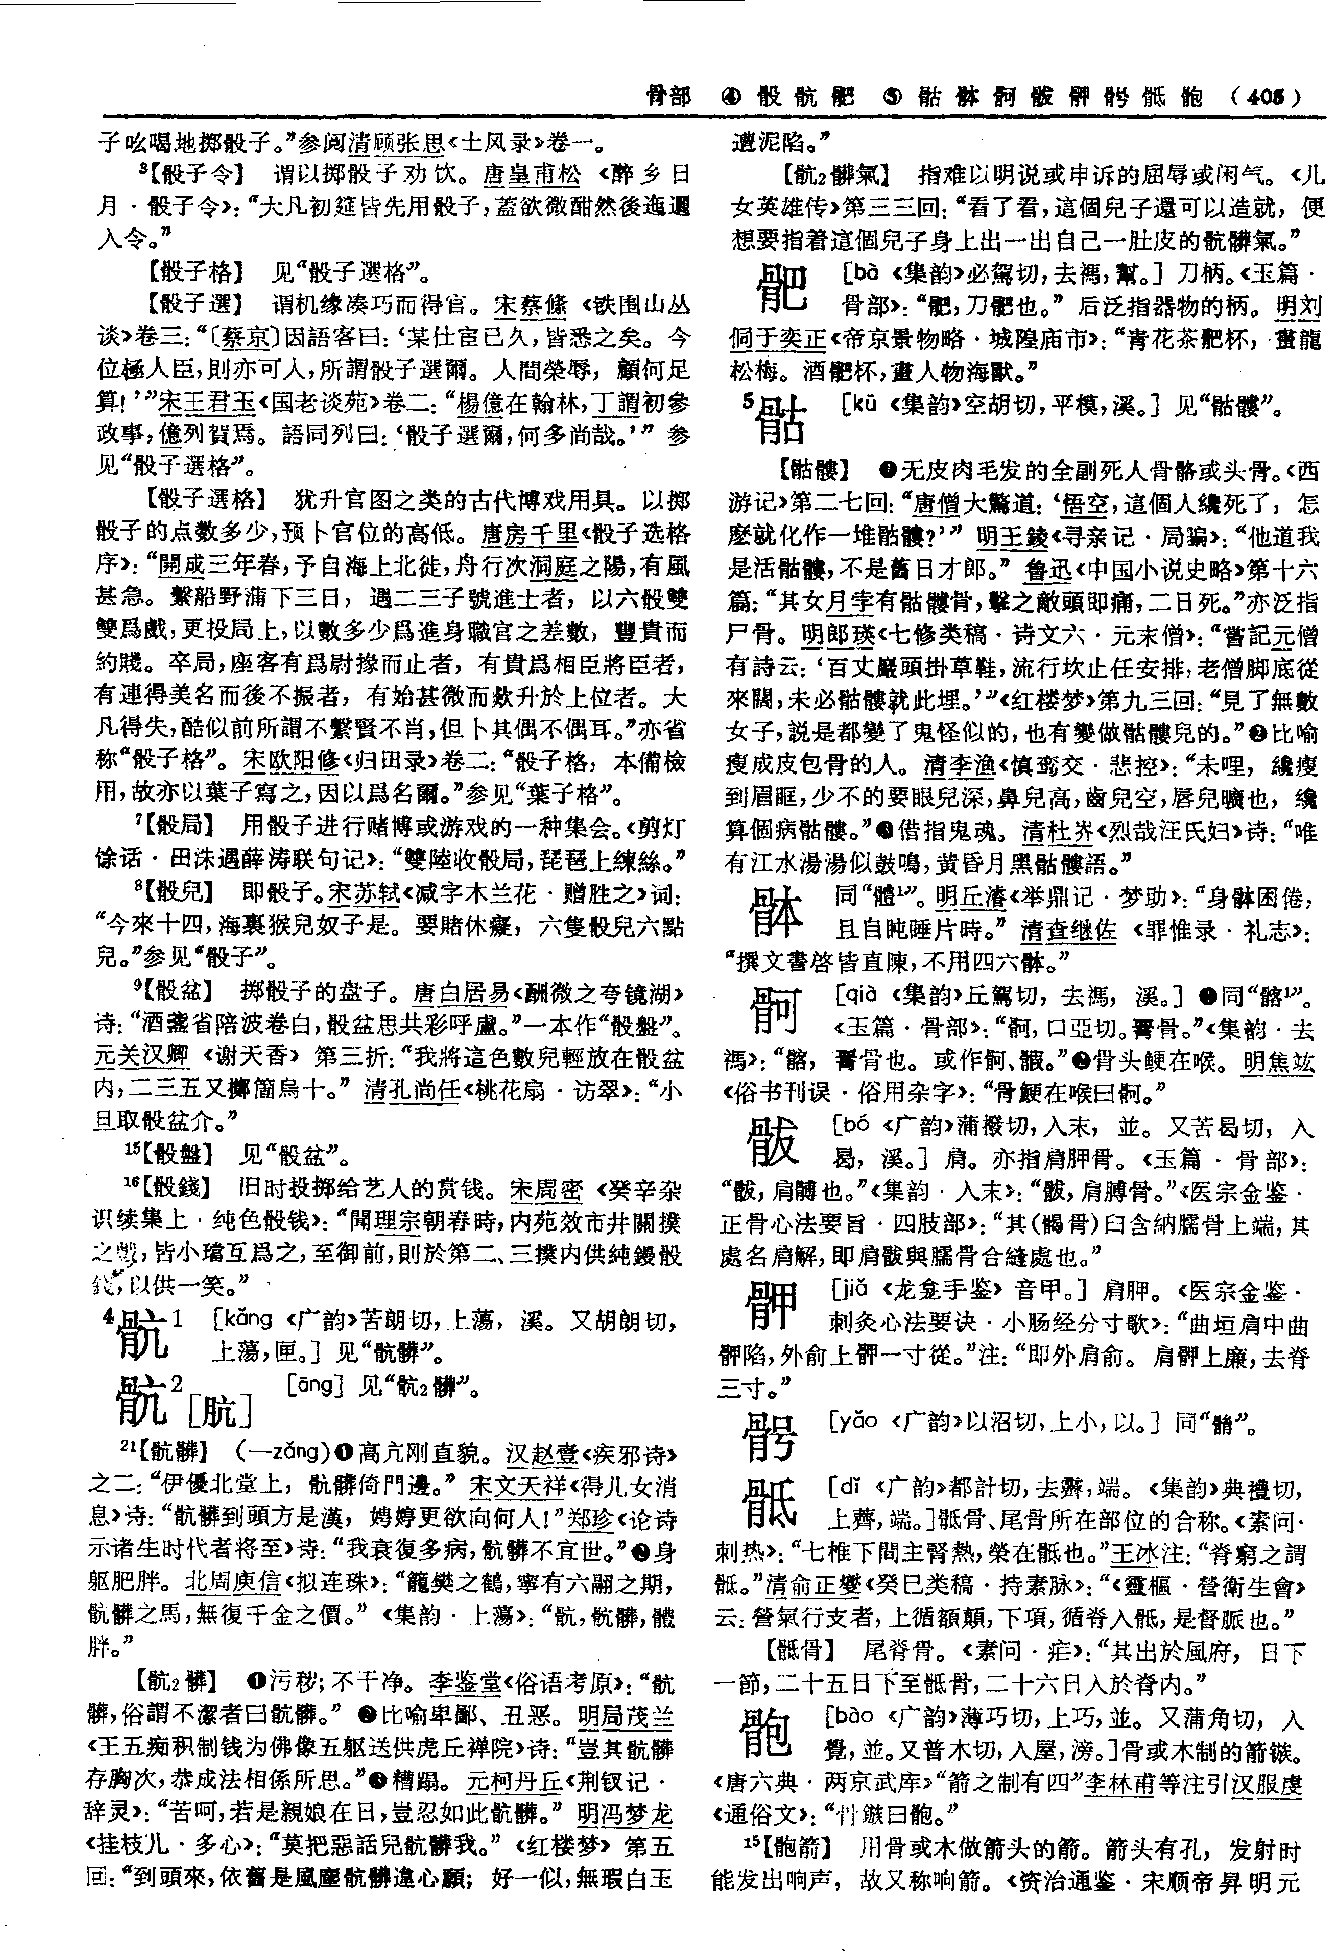 骨部 ④骰骯䯲 ⑤骷骵䯊骳骬䯆骶骲（405）
子吆喝地掷骰子。”参阅清顾张思《土风录》卷一。
³【骰子令】 谓以掷骰子劝饮。唐皇甫松《醉乡日
月·骰子令》：“大凡初筵皆先用骰子，蓋欲微酣然後迤邐
入令。”
【骰子格】 见“骰子選格”。
【骰子選】 谓机缘凑巧而得官。宋蔡絛《铁围山丛
谈》卷三：“〔蔡京〕因語客曰：‘某仕宦已久，皆悉之矣。今
位極人臣，則亦可人，所謂骰子選爾。人間榮辱，顧何足
算！’”宋王君玉《国老谈苑》卷二：“楊億在翰林，丁謂初參
政事，億列賀焉。語同列曰：‘骰子選爾，何多尚哉。’” 参
见“骰子選格”。
【骰子選格】 犹升官图之类的古代博戏用具。以掷
骰子的点数多少，预卜官位的高低。唐房千里《骰子选格
序》：“開成三年春，予自海上北徙，舟行次洞庭之陽，有風
甚急。繫船野蒲下三日，遇二三子號進士者，以六骰雙
雙爲戲，更投局上，以數多少爲進身職官之差數，豐貴而
約賤。卒局，座客有爲尉掾而止者，有貴爲相臣將臣者，
有連得美名而後不振者，有始甚微而欻升於上位者。大
凡得失，酷似前所謂不繫賢不肖，但卜其偶不偶耳。”亦省
称“骰子格”。宋欧阳修《归田录》卷二：“骰子格，本備檢
用，故亦以葉子寫之，因以爲名爾。”参见“葉子格”。
⁷【骰局】 用骰子进行赌博或游戏的一种集会。《剪灯
馀话·田洙遇薛涛联句记》：“雙陸收骰局，琵琶上練絲。”
⁸【骰兒】 即骰子。宋苏轼《减字木兰花·赠胜之》词：
“今來十四，海裏猴兒奴子是。要賭休癡，六隻骰兒六點
兒。”参见“骰子”。
⁹【骰盆】 掷骰子的盘子。唐白居易《酬微之夸镜湖》
诗：“酒盞省陪波卷白，骰盆思共彩呼盧。”一本作“骰盤”。
元关汉卿《谢天香》第三折：“我將這色數兒輕放在骰盆
内，二三五又擲箇烏十。” 清孔尚任《桃花扇·访翠》：“小
旦取骰盆介。”
¹⁵【骰盤】 见“骰盆”。
¹⁶【骰錢】 旧时投掷给艺人的赏钱。宋周密《癸辛杂
识续集上·纯色骰钱》：“聞理宗朝春時，内苑效市井關撲
之戲，皆小璫互爲之，至御前，則於第二、三撲内供純鏝骰
錢，以供一笑。”
⁴骯¹ ［kǎng《广韵》苦朗切，上蕩，溪。又胡朗切，
上蕩，匣。］见“骯髒”。
骯²［肮］ ［āng］见“骯₂髒”。
²¹【骯髒】 （—zǎng）❶高亢刚直貌。汉赵壹《疾邪诗》
之二：“伊優北堂上，骯髒倚門邊。” 宋文天祥《得儿女消
息》诗：“骯髒到頭方是漢，娉婷更欲向何人！”郑珍《论诗
示诸生时代者将至》诗：“我衰復多病，骯髒不宜世。”❷身
躯肥胖。北周庾信《拟连珠》：“籠樊之鶴，寧有六翮之期，
骯髒之馬，無復千金之價。”《集韵·上荡》：“骯，骯髒，體
胖。”
【骯₂髒】 ❶污秽；不干净。李鉴堂《俗语考原》：“骯
髒，俗謂不潔者曰骯髒。” ❷比喻卑鄙、丑恶。明局茂兰
《王五痴积制钱为佛像五躯送供虎丘禅院》诗：“豈其骯髒
存胸次，恭成法相係所思。”❸糟蹋。元柯丹丘《荆钗记·
辞灵》：“苦呵，若是親娘在日，豈忍如此骯髒。” 明冯梦龙
《挂枝儿·多心》：“莫把惡話兒骯髒我。”《红楼梦》第五
回：“到頭來，依舊是風塵骯髒違心願；好一似，無瑕白玉
遭泥陷。”
【骯₂髒氣】 指难以明说或申诉的屈辱或闲气。《儿
女英雄传》第三三回：“看了看，這個兒子還可以造就，便
想要指着這個兒子身上出一出自己一肚皮的骯髒氣。”
䯲 ［bà《集韵》必駕切，去禡，幫。］刀柄。《玉篇·
骨部》：“䯲，刀䯲也。” 后泛指器物的柄。明刘
侗于奕正《帝京景物略·城隍庙市》：“青花茶䯲杯，畫龍
松梅。酒䯲杯，畫人物海獸。”
⁵骷 ［kū《集韵》空胡切，平模，溪。］见“骷髏”。
【骷髏】 ❶无皮肉毛发的全副死人骨骼或头骨。《西
游记》第二七回：“唐僧大驚道：‘悟空，這個人纔死了，怎
麽就化作一堆骷髏？’” 明王錂《寻亲记·局骗》：“他道我
是活骷髏，不是舊日才郎。” 鲁迅《中国小说史略》第十六
篇：“其女月孛有骷髏骨，擊之敵頭即痛，二日死。”亦泛指
尸骨。明郎瑛《七修类稿·诗文六·元末僧》：“嘗記元僧
有詩云：‘百丈巖頭掛草鞋，流行坎止任安排，老僧脚底從
來闊，未必骷髏就此埋。’”《红楼梦》第九三回：“見了無數
女子，説是都變了鬼怪似的，也有變做骷髏兒的。”❷比喻
瘦成皮包骨的人。清李渔《慎鸾交·悲控》：“未哩，纔瘦
到眉眶，少不的要眼兒深，鼻兒高，齒兒空，唇兒曠也，纔
算個病骷髏。”❸借指鬼魂。清杜岕《烈哉汪氏妇》诗：“唯
有江水湯湯似鼓鳴，黄昏月黑骷髏語。”
骵 同“體¹”。明丘濬《举鼎记·梦助》：“身骵困倦，
且自盹睡片時。” 清查继佐《罪惟录·礼志》：
“撰文書啓皆直陳，不用四六骵。”
䯊 ［qià《集韵》丘駕切，去禡，溪。］❶同“髂¹”。
《玉篇·骨部》：“䯊，口亞切。膂骨。”《集韵·去
禡》：“髂，膂骨也。或作䯊、髋。”❷骨头鲠在喉。明焦竑
《俗书刊误·俗用杂字》：“骨鯁在喉曰䯊。”
骳 ［bó《广韵》蒲撥切，入末，並。又苦曷切，入
曷，溪。］肩。亦指肩胛骨。《玉篇·骨部》：
“骳，肩髆也。”《集韵·入末》：“骳，肩膊骨。”《医宗金鉴·
正骨心法要旨·四肢部》：“其（髃骨）臼含納臑骨上端，其
處名肩解，即肩骳與臑骨合縫處也。”
骬 ［jiǎ《龙龛手鉴》音甲。］肩胛。《医宗金鉴·
刺灸心法要诀·小肠经分寸歌》：“曲垣肩中曲
胛陷，外俞上胛一寸從。”注：“即外肩俞。肩胛上廉，去脊
三寸。”
䯆 ［yǎo《广韵》以沼切，上小，以。］同“䯚”。
骶 ［dǐ《广韵》都計切，去霽，端。《集韵》典禮切，
上薺，端。］骶骨、尾骨所在部位的合称。《素问·
刺热》：“七椎下間主腎熱，榮在骶也。”王冰注：“脊窮之謂
骶。”清俞正燮《癸巳类稿·持素脉》：“《靈樞·營衛生會》
云：營氣行支者，上循額顛，下項，循脊入骶，是督脈也。”
【骶骨】 尾脊骨。《素问·疟》：“其出於風府，日下
一節，二十五日下至骶骨，二十六日入於脊内。”
骲 ［bào《广韵》薄巧切，上巧，並。又蒲角切，入
覺，並。又普木切，入屋，滂。］骨或木制的箭镞。
《唐六典·两京武库》“箭之制有四”李林甫等注引汉服虔
《通俗文》：“骨鏃曰骲。”
¹⁵【骲箭】 用骨或木做箭头的箭。箭头有孔，发射时
能发出响声，故又称响箭。《资治通鉴·宋顺帝昇明元